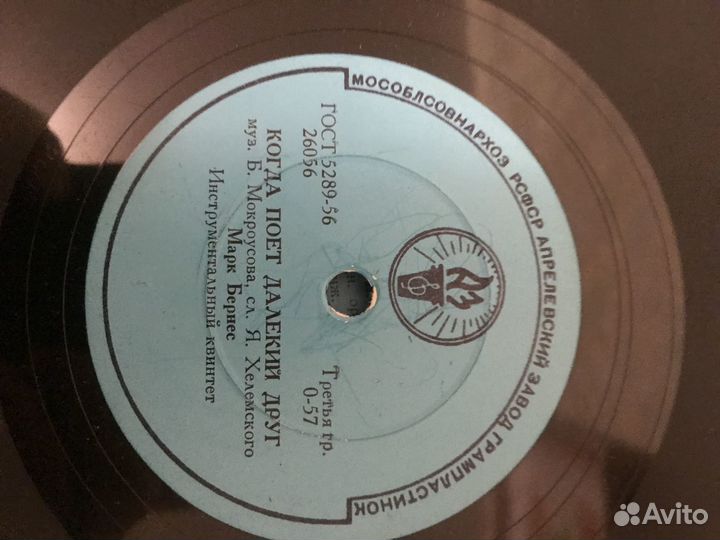 МОСОБЛСОВНАРХОЗ РСФСР АПРЕЛЕВСКИЙ ЗАВОД ГРАМПЛАСТИНОК
АЗ
ГОСТ 5289-56
26056
Третья гр.
0-57
КОГДА ПОЕТ ДАЛЕКИЙ ДРУГ
муз. Б. Мокроусова, сл. Я. Хелемского
Марк Бернес
Инструментальный квинтет
Avito